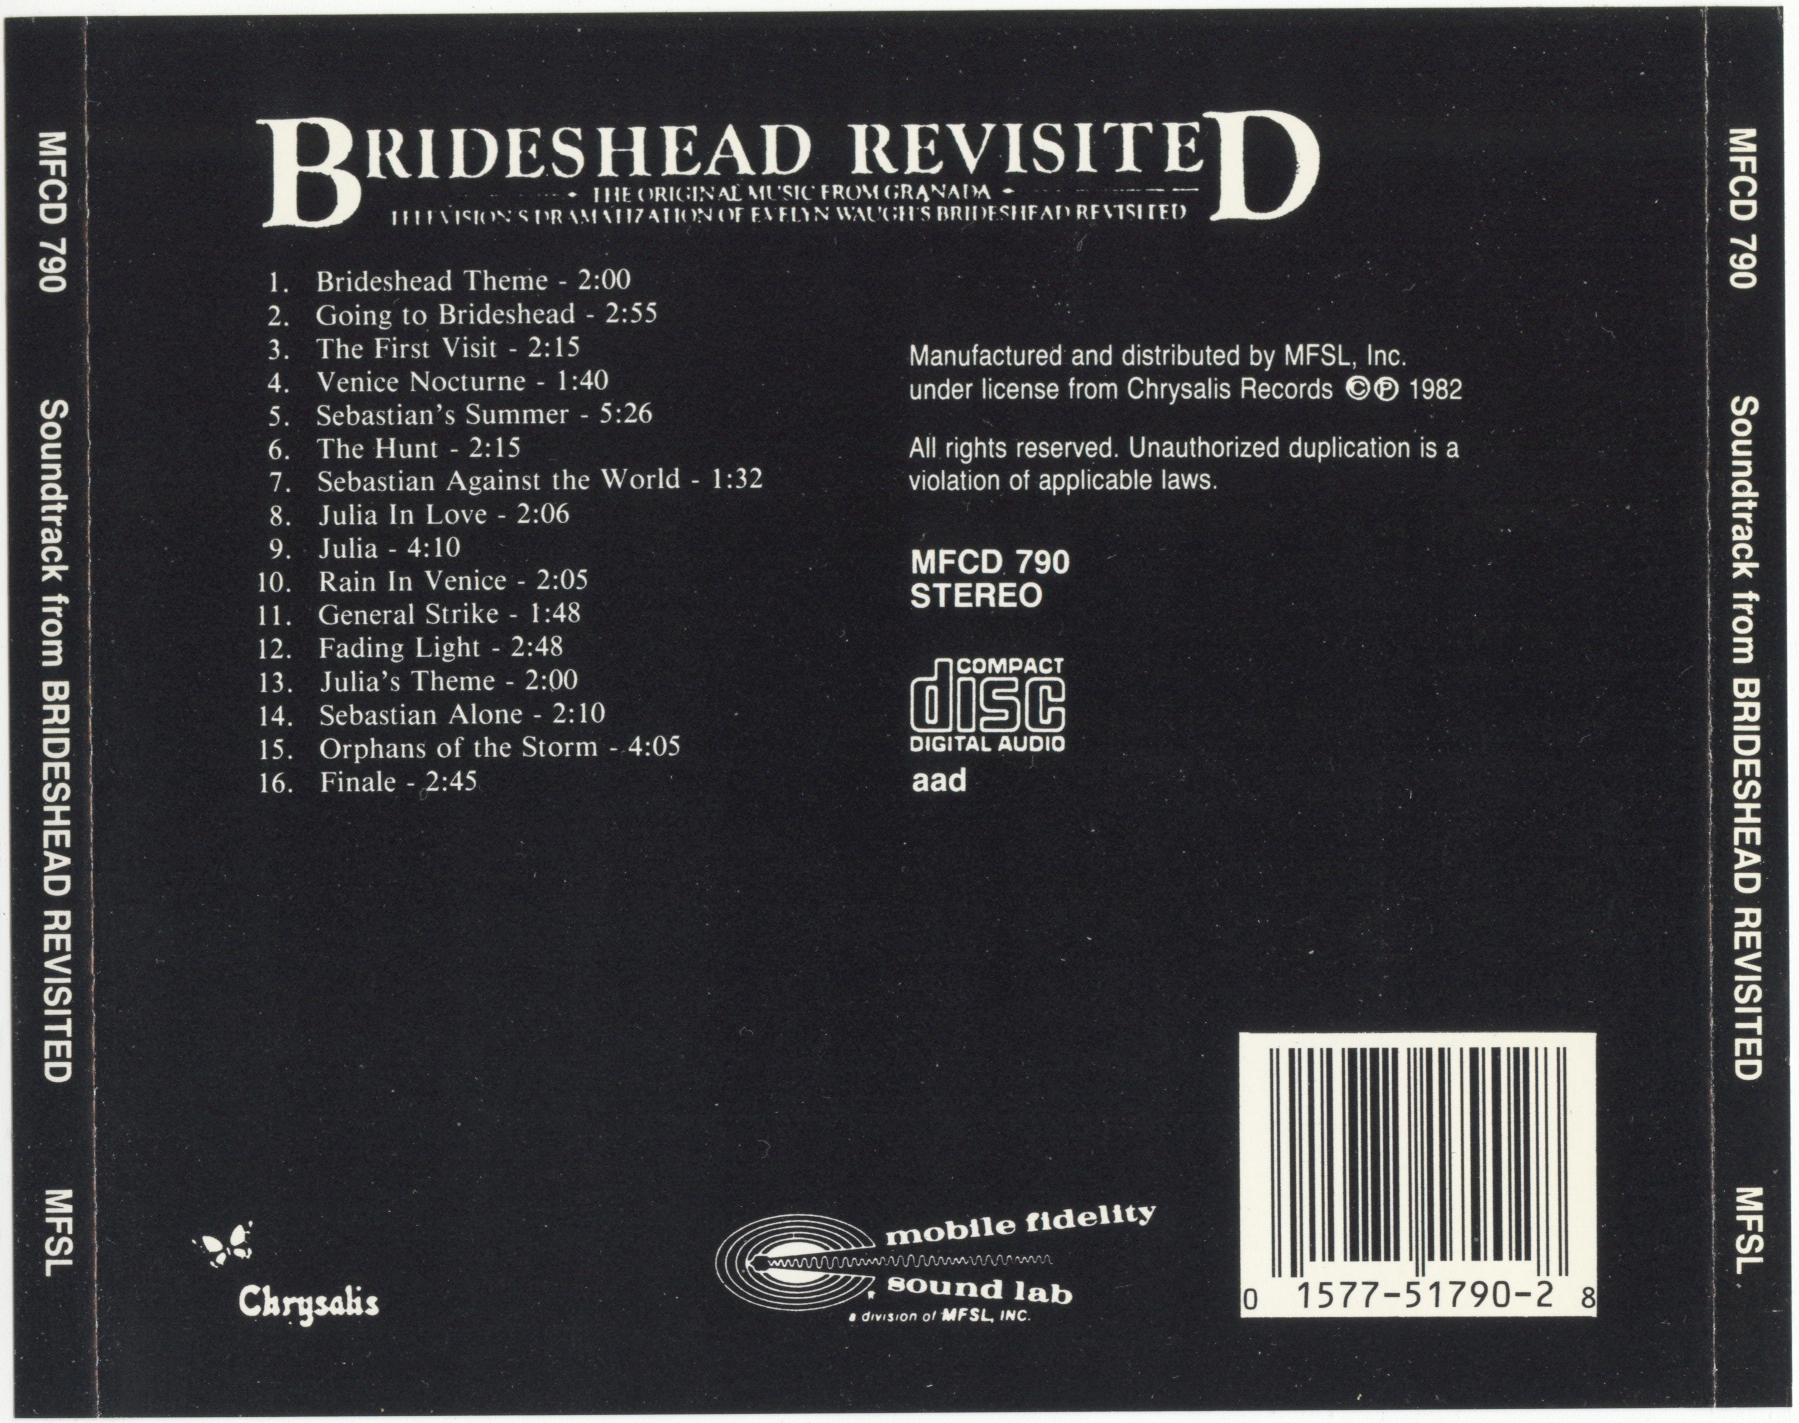 MFCD 790 Soundtrack from BRIDESHEAD REVISITED MFSL
BRIDESHEAD REVISITED
THE ORIGINAL MUSIC FROM GRANADA
TELEVISION'S DRAMATIZATION OF EVELYN WAUGH'S BRIDESHEAD REVISITED
1. Brideshead Theme - 2:00
2. Going to Brideshead - 2:55
3. The First Visit - 2:15
4. Venice Nocturne - 1:40
5. Sebastian's Summer - 5:26
6. The Hunt - 2:15
7. Sebastian Against the World - 1:32
8. Julia In Love - 2:06
9. Julia - 4:10
10. Rain In Venice - 2:05
11. General Strike - 1:48
12. Fading Light - 2:48
13. Julia's Theme - 2:00
14. Sebastian Alone - 2:10
15. Orphans of the Storm - 4:05
16. Finale - 2:45
Manufactured and distributed by MFSL, Inc.
under license from Chrysalis Records ©℗ 1982
All rights reserved. Unauthorized duplication is a
violation of applicable laws.
MFCD 790
STEREO
COMPACT
disc
DIGITAL AUDIO
aad
Chrysalis
mobile fidelity
sound lab
a division of MFSL, INC.
0 1577-51790-2 8
MFCD 790 Soundtrack from BRIDESHEAD REVISITED MFSL